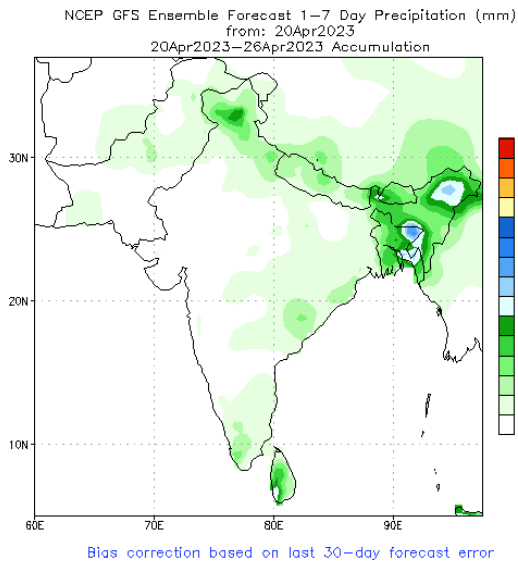 NCEP GFS Ensemble Forecast 1-7 Day Precipitation (mm)
from: 20Apr2023
20Apr2023-26Apr2023 Accumulation
30N
20N
10N
60E 70E 80E 90E
Bias correction based on last 30-day forecast error